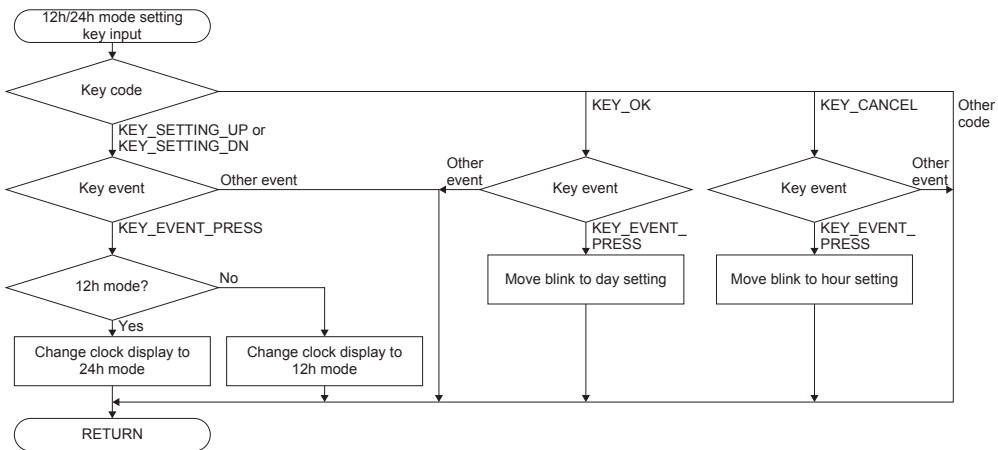 12h/24h mode setting
key input
Key code
KEY_OK
KEY_CANCEL
Other
code
KEY_SETTING_UP or
KEY_SETTING_DN
Key event
Other event
Other
event
Key event
Key event
Other
event
KEY_EVENT_PRESS
KEY_EVENT_
PRESS
KEY_EVENT_
PRESS
12h mode?
No
Move blink to day setting
Move blink to hour setting
Yes
Change clock display to
24h mode
Change clock display to
12h mode
RETURN